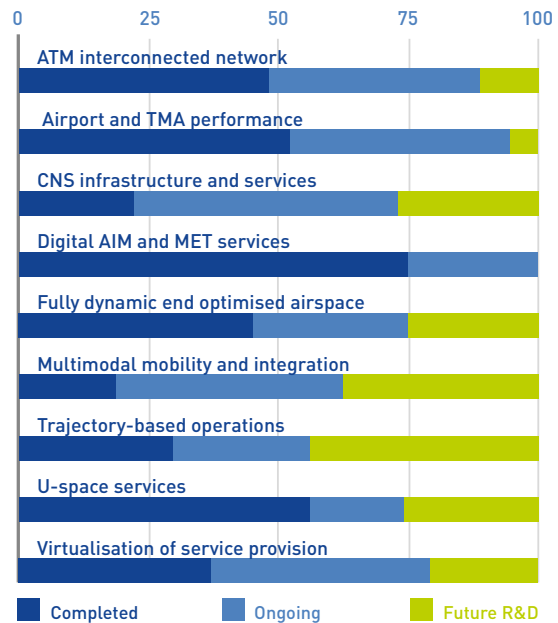 0 25 50 75 100
ATM interconnected network
Airport and TMA performance
CNS infrastructure and services
Digital AIM and MET services
Fully dynamic end optimised airspace
Multimodal mobility and integration
Trajectory-based operations
U-space services
Virtualisation of service provision
Completed Ongoing Future R&D